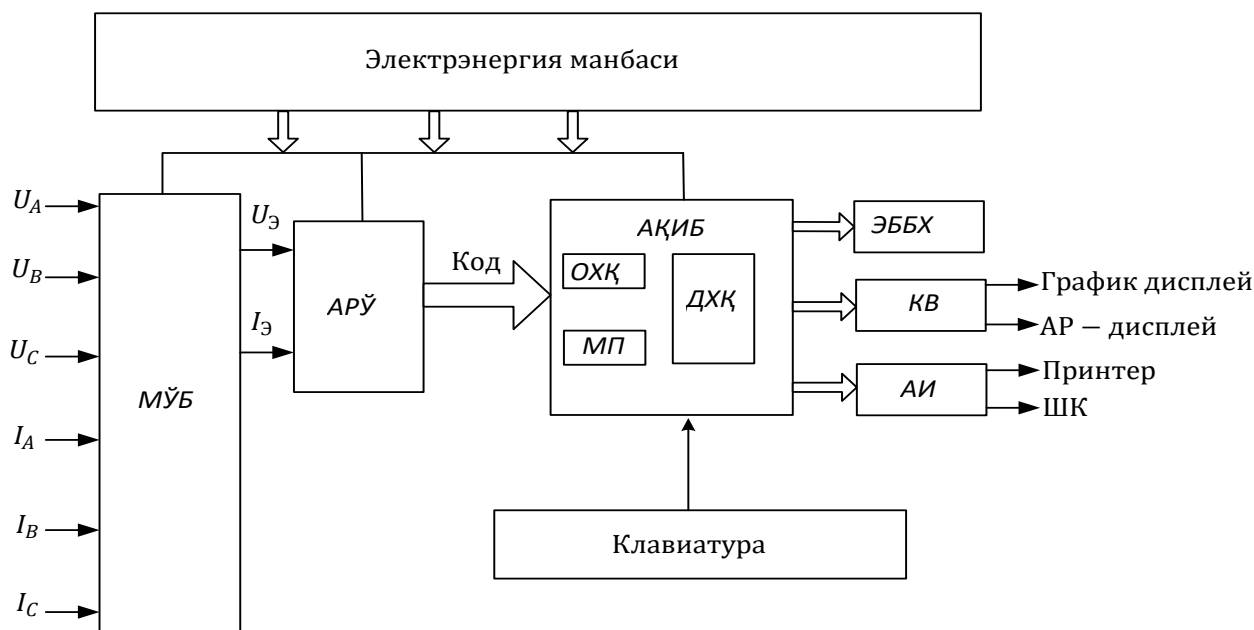 Электрэнергия манбаси
U_A
U_B
U_C
I_A
I_B
I_C
МЎБ
U_Э
I_Э
АРЎ
Код
АҚИБ
ОХҚ
МП
ДХҚ
ЭББХ
КВ
АИ
График дисплей
АР – дисплей
Принтер
ШК
Клавиатура